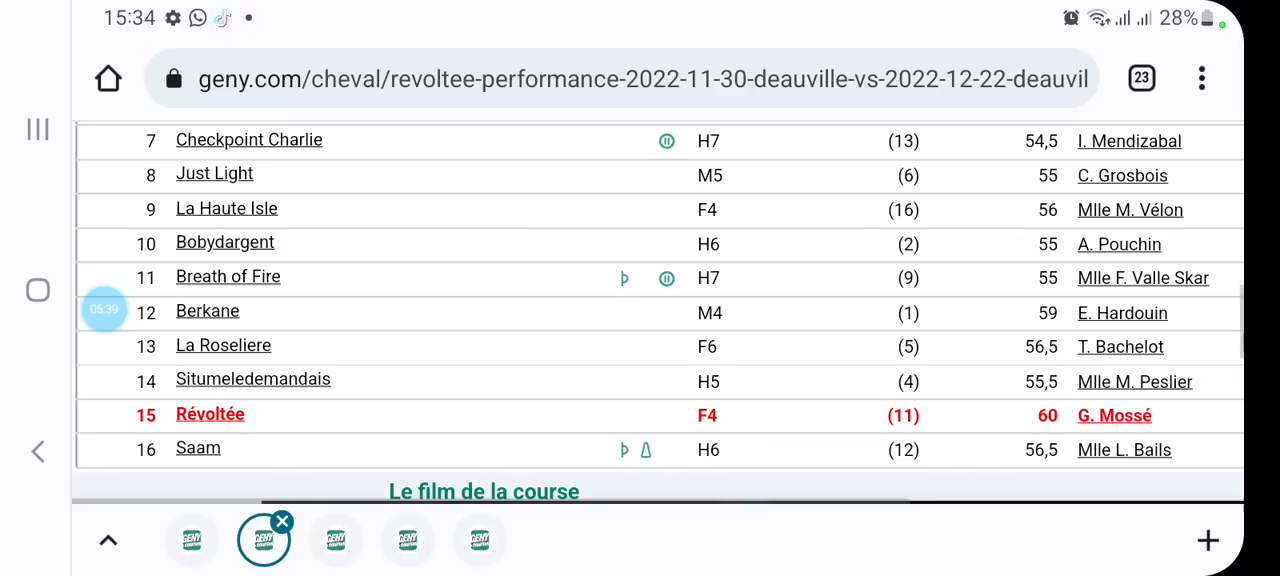 15:34 28%
geny.com/cheval/revoltee-performance-2022-11-30-deauville-vs-2022-12-22-deauvil 23
7 Checkpoint Charlie H7 (13) 54,5 I. Mendizabal
8 Just Light M5 (6) 55 C. Grosbois
9 La Haute Isle F4 (16) 56 Mlle M. Vélon
10 Bobydargent H6 (2) 55 A. Pouchin
11 Breath of Fire H7 (9) 55 Mlle F. Valle Skar
05:39
12 Berkane M4 (1) 59 E. Hardouin
13 La Roseliere F6 (5) 56,5 T. Bachelot
14 Situmeledemandais H5 (4) 55,5 Mlle M. Peslier
15 Révoltée F4 (11) 60 G. Mossé
16 Saam H6 (12) 56,5 Mlle L. Bails
Le film de la course
GENY GENY GENY GENY GENY